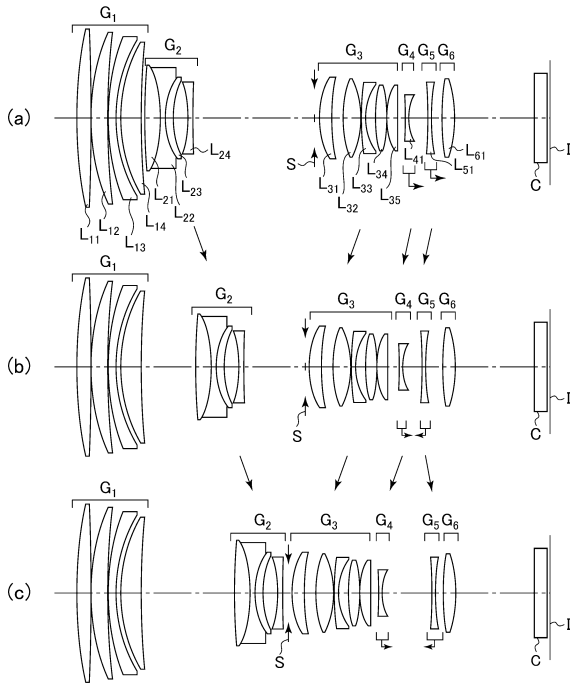 G₁
G₂
G₃
G₄ G₅ G₆
(a)
L₂₄
S
L₂₃
L₂₁
L₂₂
L₁₁
L₁₂
L₁₃
L₁₄
L₃₁
L₃₂
L₃₃
L₃₄
L₃₅
L₄₁
L₆₁
L₅₁
C
I
G₁
G₂
G₃
G₄ G₅ G₆
(b)
S
C
I
G₁
G₂
G₃
G₄
G₅ G₆
(c)
S
C
I